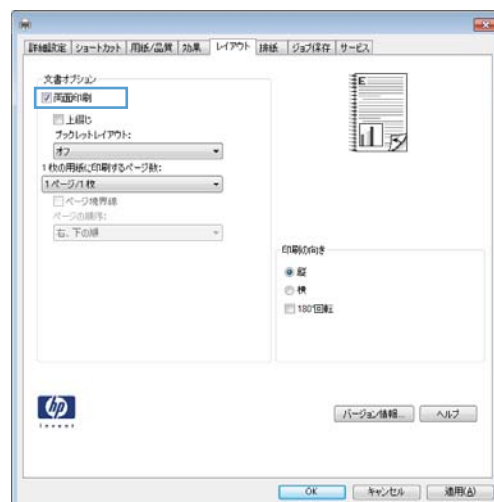 詳細設定 ショートカット 用紙/品質 効果 レイアウト 排紙 ジョブ保存 サービス
文書オプション
両面印刷
上綴じ
ブックレットレイアウト:
オフ
1 枚の用紙に印刷するページ数:
1 ページ/1 枚
ページ境界線
ページの順序:
右、下の順
E
印刷の向き
縦
横
180°回転
hp
invent
バージョン情報... ヘルプ
OK キャンセル 適用(A)